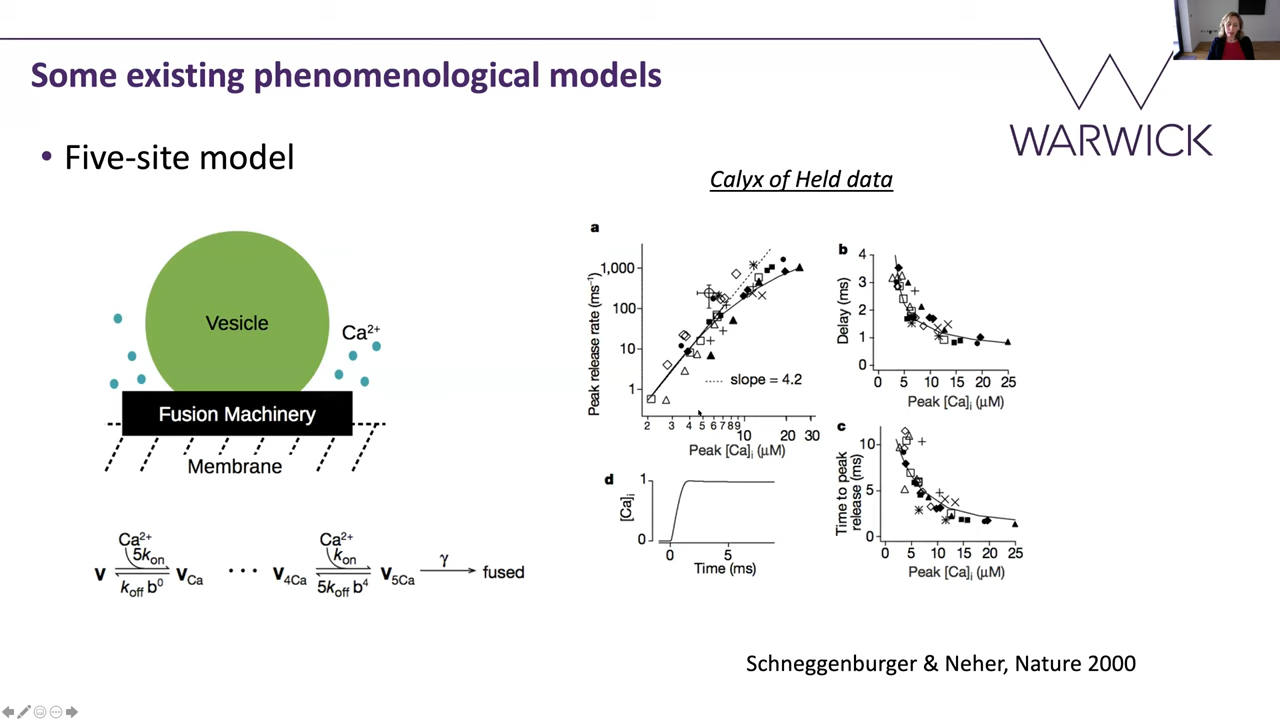 Some existing phenomenological models
WARWICK
• Five-site model
Calyx of Held data
Vesicle
Ca²⁺
Fusion Machinery
Membrane
Ca²⁺
5k_on
V
k_off b⁰
V_Ca
· · ·
V_4Ca
Ca²⁺
k_on
5k_off b⁴
V_5Ca
γ
fused
a
Peak release rate (ms⁻¹)
1,000
100
10
1
slope = 4.2
2 3 4 5 6 7 8 9 10 20 30
Peak [Ca]ᵢ (μM)
b
Delay (ms)
4
3
2
1
0
0 5 10 15 20 25
Peak [Ca]ᵢ (μM)
c
Time to peak
release (ms)
10
5
0
0 5 10 15 20 25
Peak [Ca]ᵢ (μM)
d
[Ca]ᵢ
1
0
0 5
Time (ms)
Schneggenburger & Neher, Nature 2000